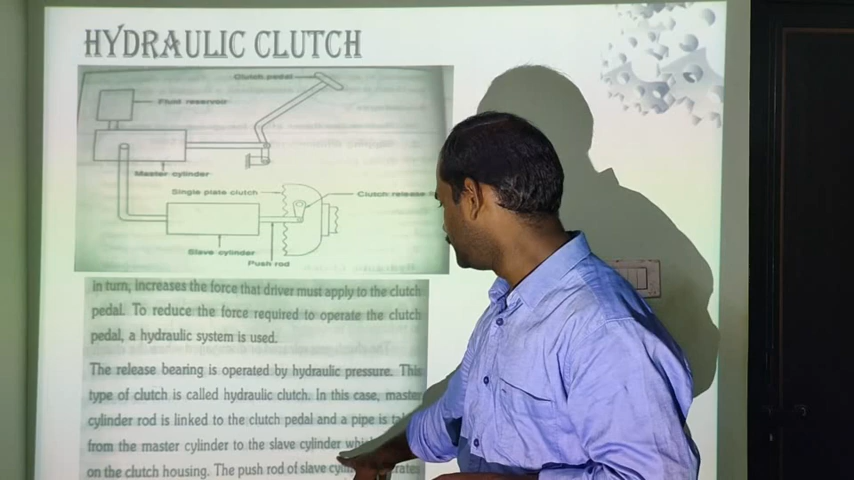 HYDRAULIC CLUTCH
Clutch pedal
Fluid reservoir
Master cylinder
Single plate clutch
Clutch release
Slave cylinder
Push rod
in turn, increases the force that driver must apply to the clutch
pedal. To reduce the force required to operate the clutch
pedal, a hydraulic system is used.
The release bearing is operated by hydraulic pressure. This
type of clutch is called hydraulic clutch. In this case, master
cylinder rod is linked to the clutch pedal and a pipe is
from the master cylinder to the slave cylinder
on the clutch housing. The push rod of slave